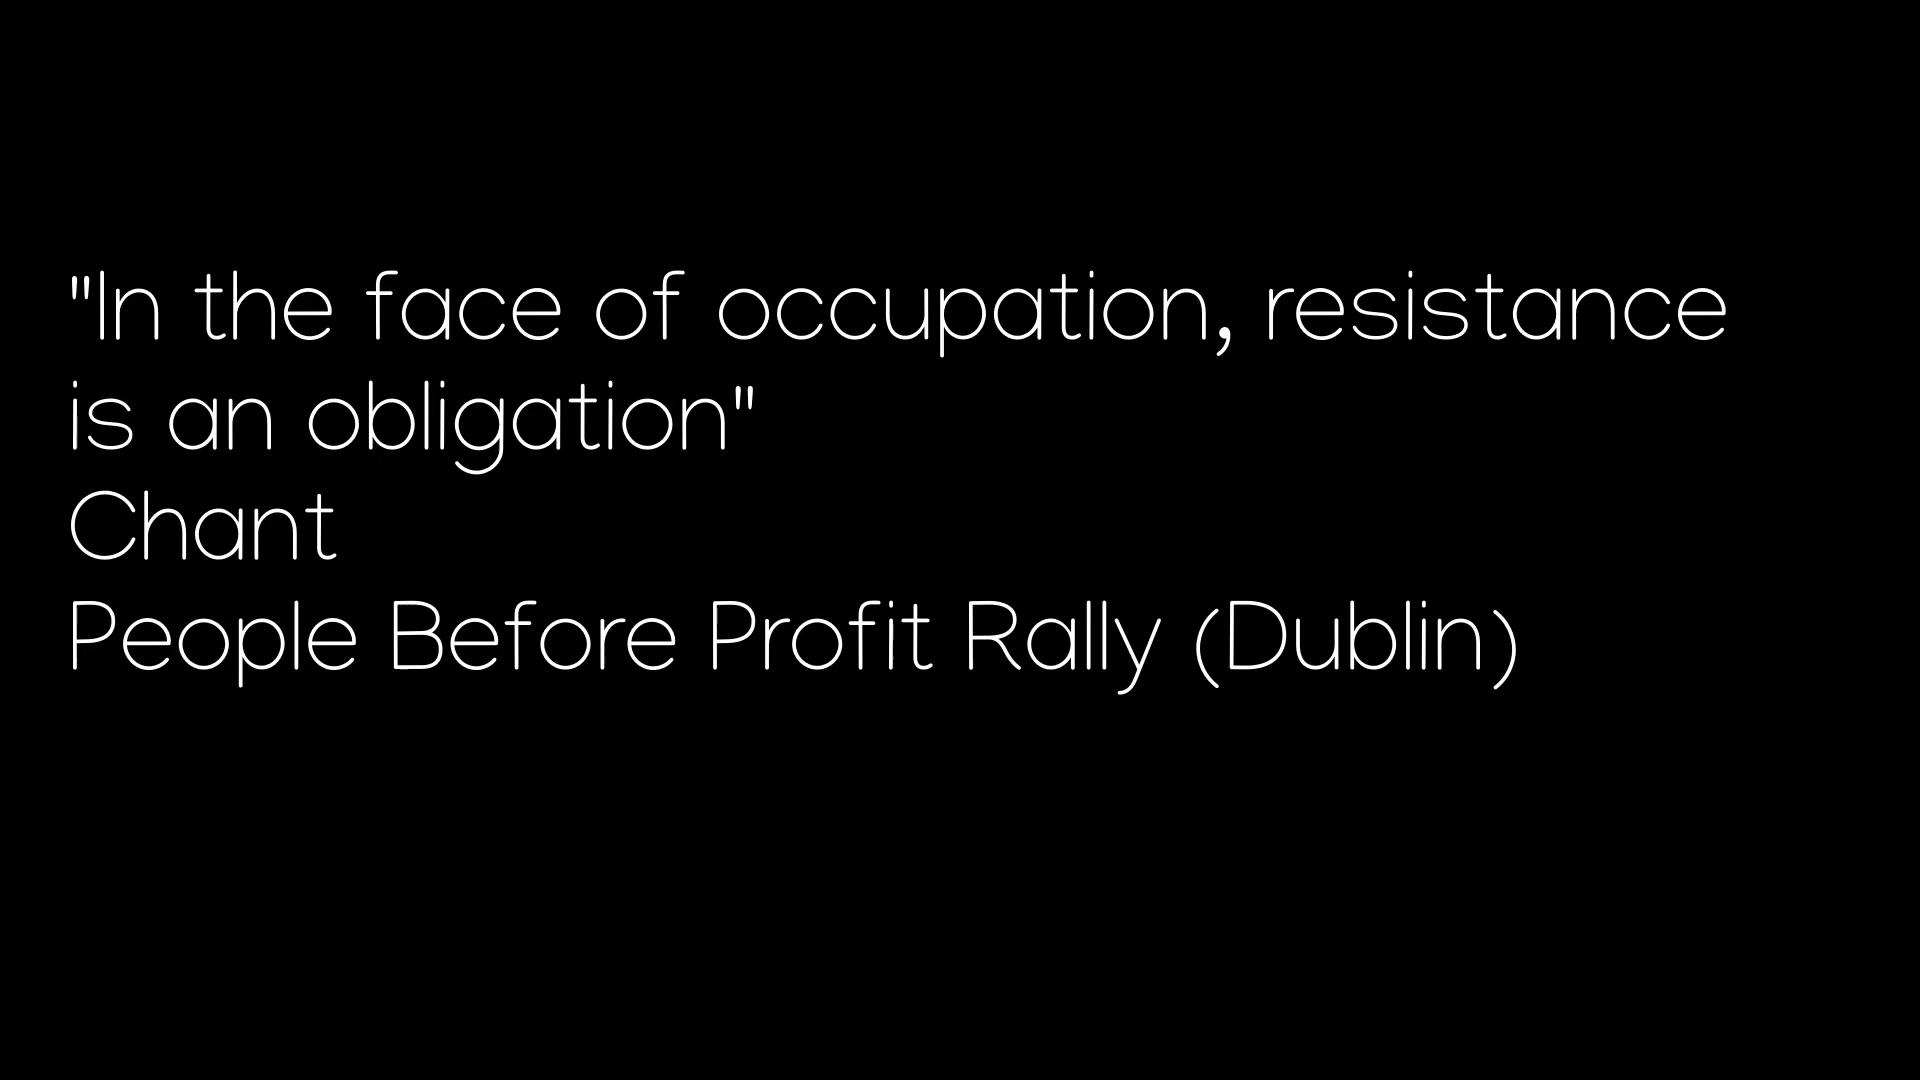 "In the face of occupation, resistance
is an obligation"
Chant
People Before Profit Rally (Dublin)